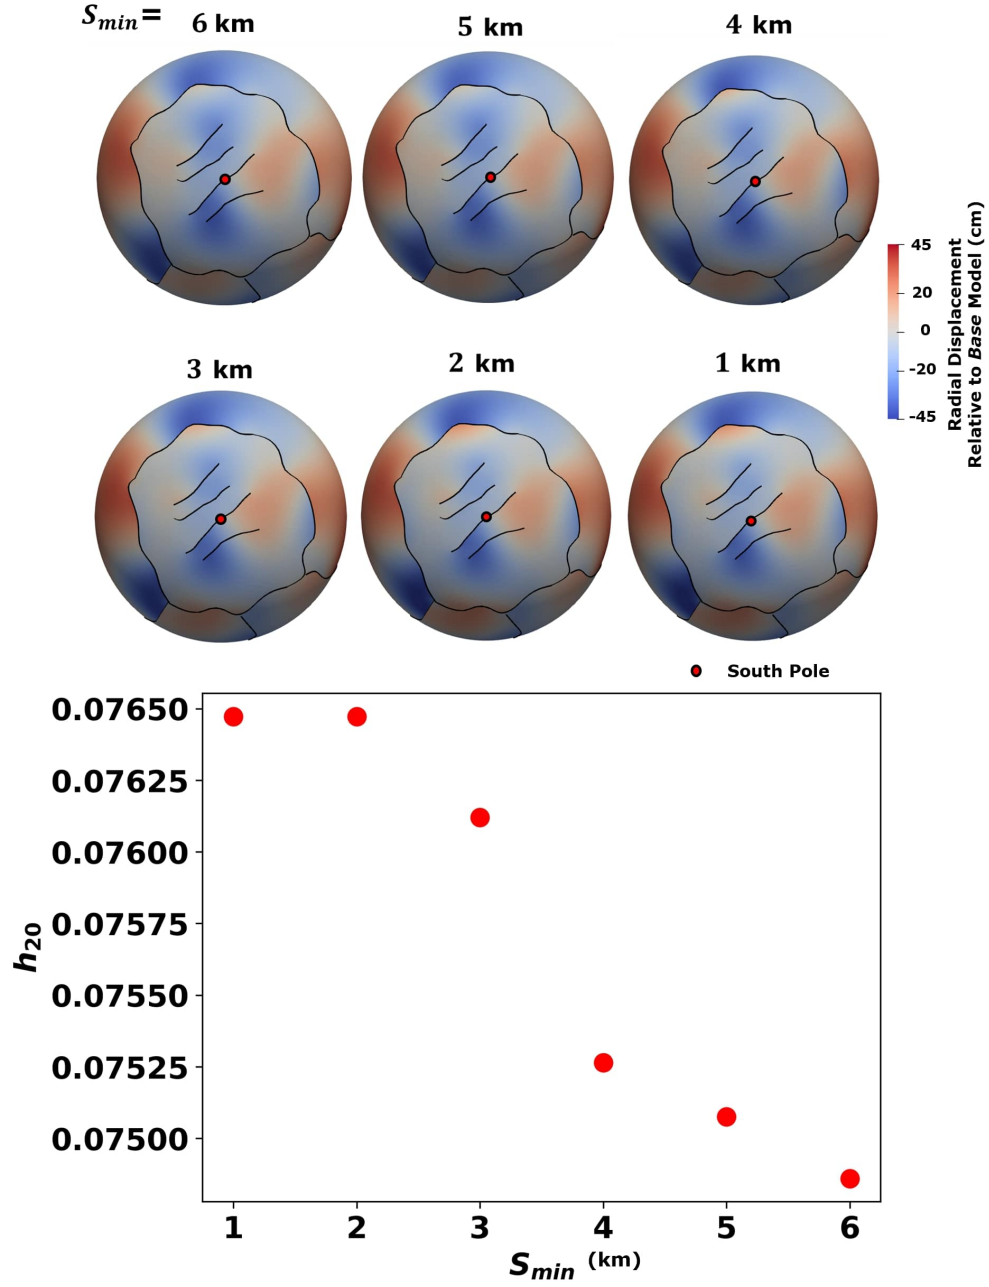 S_min = 6 km 5 km 4 km
45
20
0
-20
-45
Radial Displacement
Relative to Base Model (cm)
3 km 2 km 1 km
South Pole
0.07650
0.07625
0.07600
0.07575
0.07550
0.07525
0.07500
h_20
1 2 3 4 5 6
S_min (km)